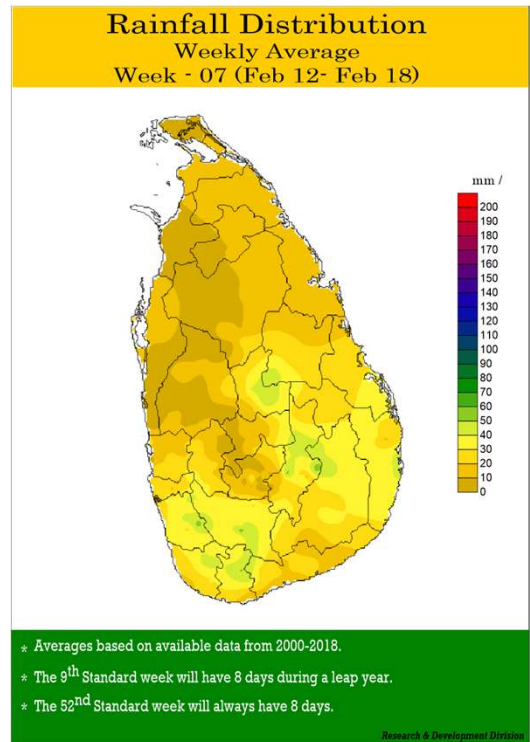 Rainfall Distribution
Weekly Average
Week - 07 (Feb 12- Feb 18)
mm /
200
190
180
170
160
150
140
130
120
110
100
90
80
70
60
50
40
30
20
10
0
* Averages based on available data from 2000-2018.
* The 9th Standard week will have 8 days during a leap year.
* The 52nd Standard week will always have 8 days.
Research & Development Division